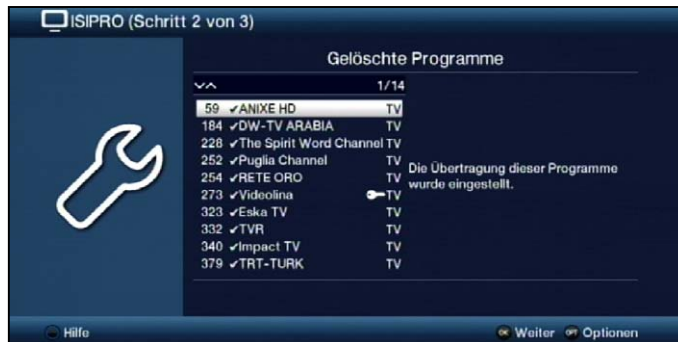 ISIPRO (Schritt 2 von 3)
Gelöschte Programme
1/14
59 ✔ANIXE HD TV
184 ✔DW-TV ARABIA TV
228 ✔The Spirit Word Channel TV
252 ✔Puglia Channel TV
254 ✔RETE ORO TV
273 ✔Videolina TV
323 ✔Eska TV TV
332 ✔TVR TV
340 ✔Impact TV TV
379 ✔TRT-TURK TV
Die Übertragung dieser Programme
wurde eingestellt.
Hilfe OK Weiter OPT Optionen